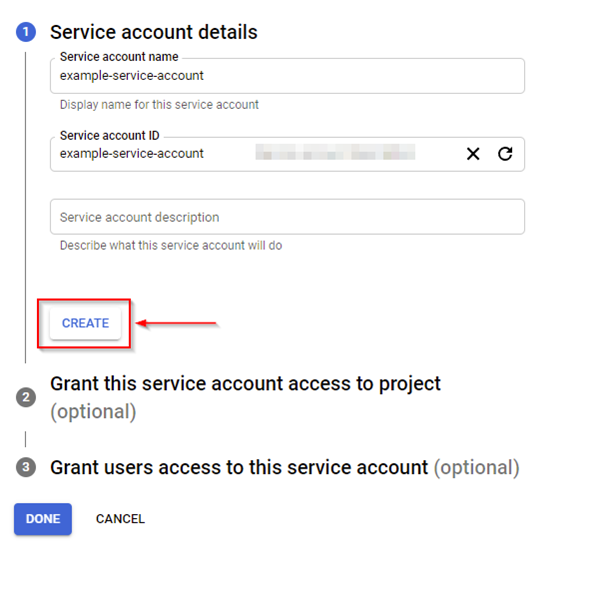 1 Service account details
Service account name
example-service-account
Display name for this service account
Service account ID
example-service-account
Service account description
Describe what this service account will do
CREATE
2 Grant this service account access to project
(optional)
3 Grant users access to this service account (optional)
DONE CANCEL